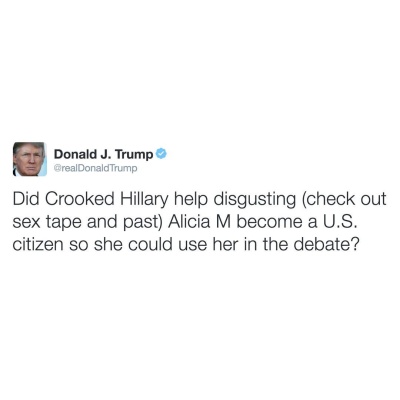 Donald J. Trump
@realDonaldTrump
Did Crooked Hillary help disgusting (check out
sex tape and past) Alicia M become a U.S.
citizen so she could use her in the debate?